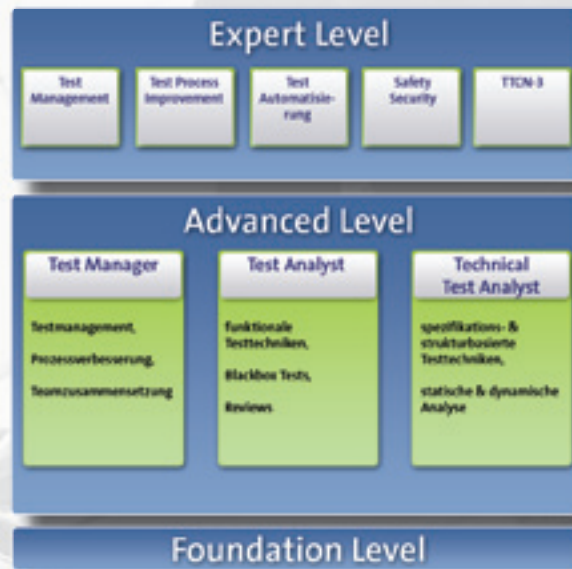 Expert Level
Test
Management
Test Process
Improvement
Test
Automatisie-
rung
Safety
Security
TTCN-3
Advanced Level
Test Manager
Testmanagement,
Prozessverbesserung,
Teamzusammensetzung
Test Analyst
funktionale
Testtechniken,
Blackbox Tests,
Reviews
Technical
Test Analyst
spezifikations- &
strukturbasierte
Testtechniken,
statische & dynamische
Analyse
Foundation Level